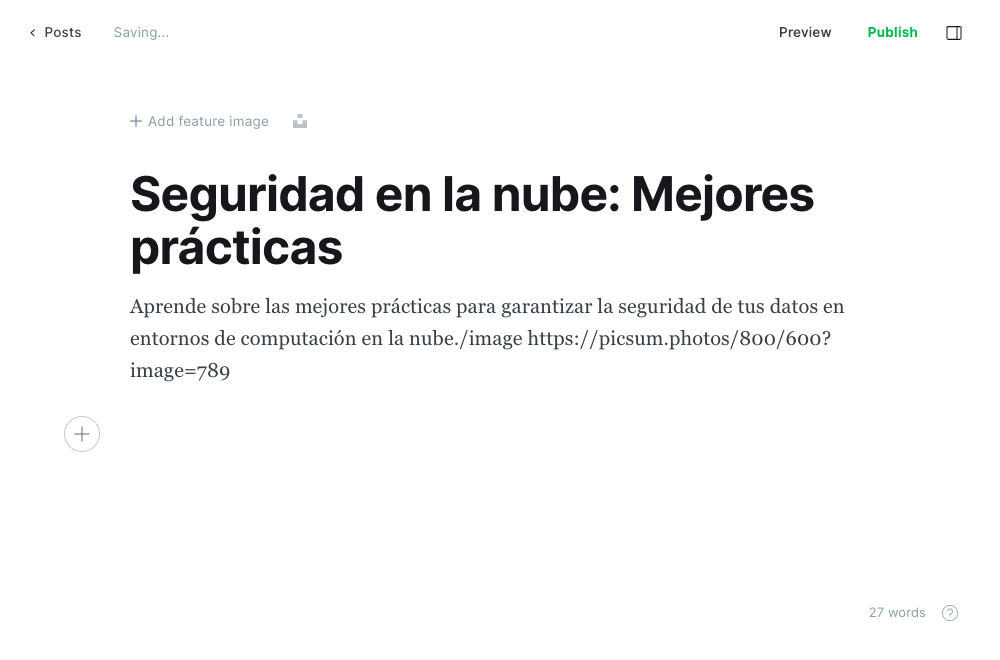 Posts
Saving...
Preview
Publish
Add feature image
Seguridad en la nube: Mejores
prácticas
Aprende sobre las mejores prácticas para garantizar la seguridad de tus datos en
entornos de computación en la nube./image https://picsum.photos/800/600?
image=789
27 words